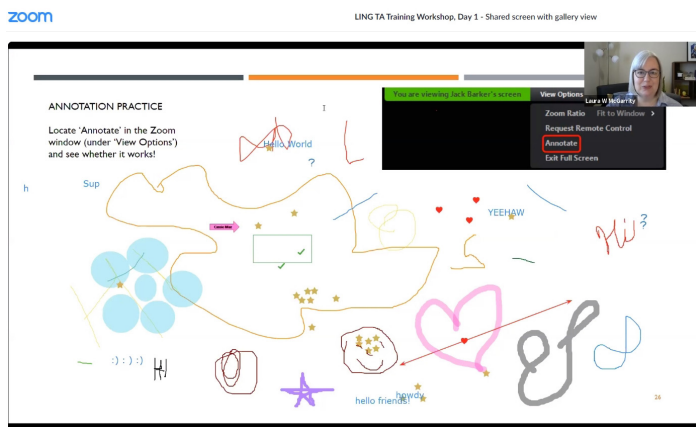 zoom
LING TA Training Workshop, Day 1 - Shared screen with gallery view
ANNOTATION PRACTICE
Locate 'Annotate' in the Zoom
window (under 'View Options')
and see whether it works!
You are viewing Jack Barker's screen
View Options
Zoom Ratio Fit to Window >
Request Remote Control
Annotate
Exit Full Screen
Laura W McGarrity
Hello World
?
h
Sup
YEEHAW
Hi!
?
:) : ) :)
HI
howdy
hello friends!
26